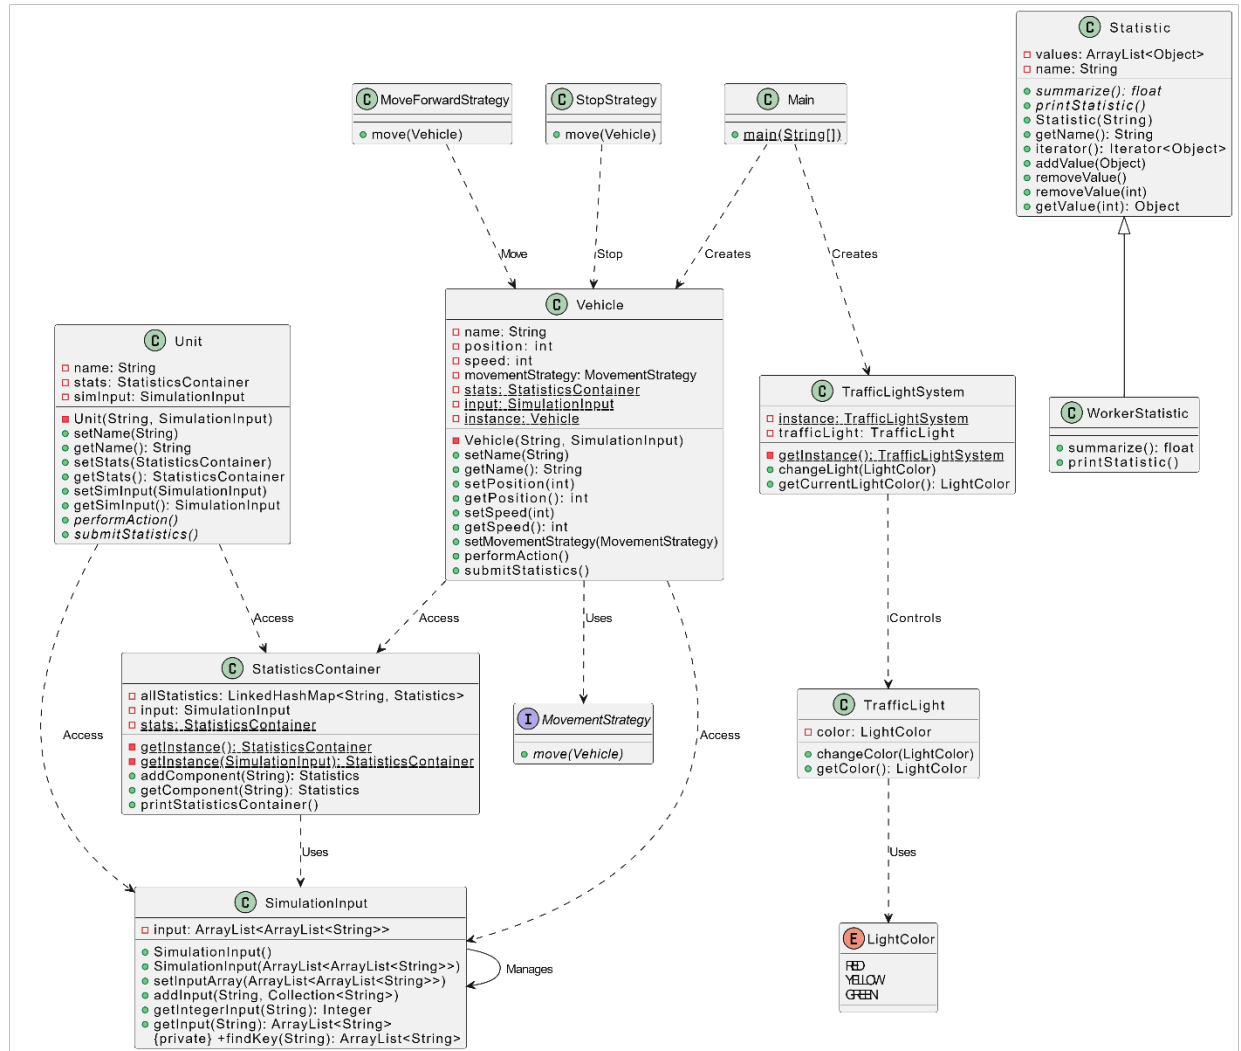 C Statistic
values: ArrayList<Object>
name: String
summarize(): float
printStatistic()
Statistic(String)
getName(): String
iterator(): Iterator<Object>
addValue(Object)
removeValue()
removeValue(int)
getValue(int): Object
C MoveForwardStrategy
move(Vehicle)
C StopStrategy
move(Vehicle)
C Main
main(String[])
Move
Stop
Creates
Creates
C Unit
name: String
stats: StatisticsContainer
simInput: SimulationInput
Unit(String, SimulationInput)
setName(String)
getName(): String
setStats(StatisticsContainer)
getStats(): StatisticsContainer
setSimInput(SimulationInput)
getSimInput(): SimulationInput
performAction()
submitStatistics()
C Vehicle
name: String
position: int
speed: int
movementStrategy: MovementStrategy
stats: StatisticsContainer
input: SimulationInput
instance: Vehicle
Vehicle(String, SimulationInput)
setName(String)
getName(): String
setPosition(int)
getPosition(): int
setSpeed(int)
getSpeed(): int
setMovementStrategy(MovementStrategy)
performAction()
submitStatistics()
C TrafficLightSystem
instance: TrafficLightSystem
trafficLight: TrafficLight
getInstance(): TrafficLightSystem
changeLight(LightColor)
getCurrentLightColor(): LightColor
C WorkerStatistic
summarize(): float
printStatistic()
Access
Access
Uses
Controls
C StatisticsContainer
allStatistics: LinkedHashMap<String, Statistics>
input: SimulationInput
stats: StatisticsContainer
getInstance(): StatisticsContainer
getInstance(SimulationInput): StatisticsContainer
addComponent(String): Statistics
getComponent(String): Statistics
printStatisticsContainer()
I MovementStrategy
move(Vehicle)
C TrafficLight
color: LightColor
changeColor(LightColor)
getColor(): LightColor
Access
Access
Uses
Uses
C SimulationInput
input: ArrayList<ArrayList<String>>
SimulationInput()
SimulationInput(ArrayList<ArrayList<String>>)
setInputArray(ArrayList<ArrayList<String>>)
addInput(String, Collection<String>)
getIntegerInput(String): Integer
getInput(String): ArrayList<String>
{private} +findKey(String): ArrayList<String>
Manages
E LightColor
RED
YELLOW
GREEN